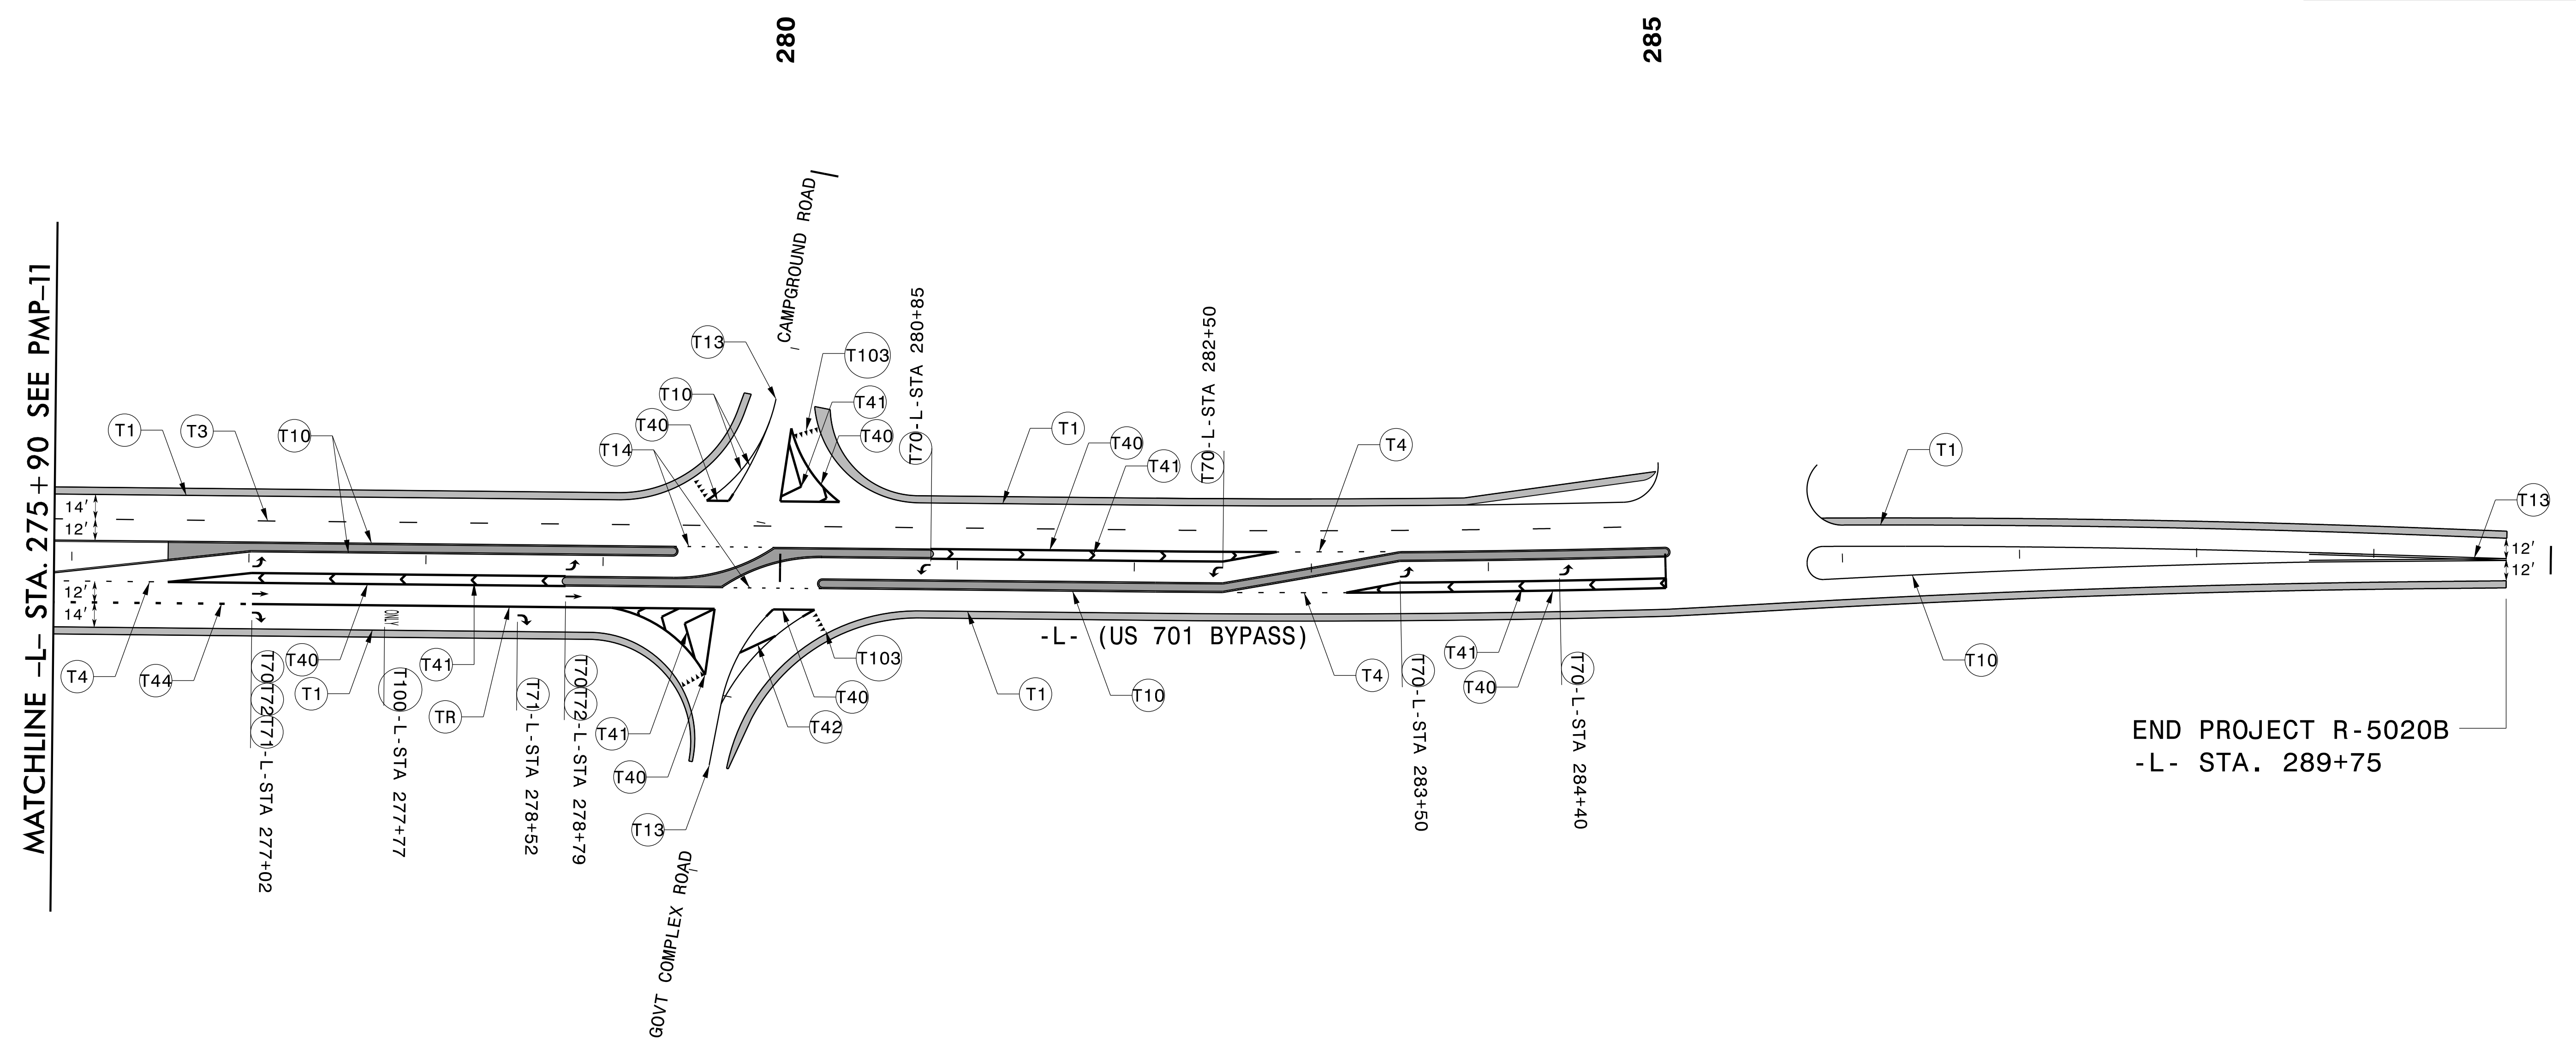 280
285
MATCHLINE -L- STA. 275+90 SEE PMP-11
CAMPGROUND ROAD
T13
T103
T10
T41
T40
T40
T14
T70-L-STA 280+85
T70-L-STA 282+50
T1
T3
T10
T1
T40
T41
T4
T1
T13
14'
12'
12'
14'
12'
12'
ONLY
-L- (US 701 BYPASS)
T4
T44
T70T72T71-L-STA 277+02
T40
T1
T100-L-STA 277+77
T41
TR
T71-L-STA 278+52
T70T72-L-STA 278+79
T41
T40
T13
T103
T40
T42
T1
T10
T4
T70-L-STA 283+50
T41
T40
T70-L-STA 284+40
T10
GOVT COMPLEX ROAD
END PROJECT R-5020B
-L- STA. 289+75